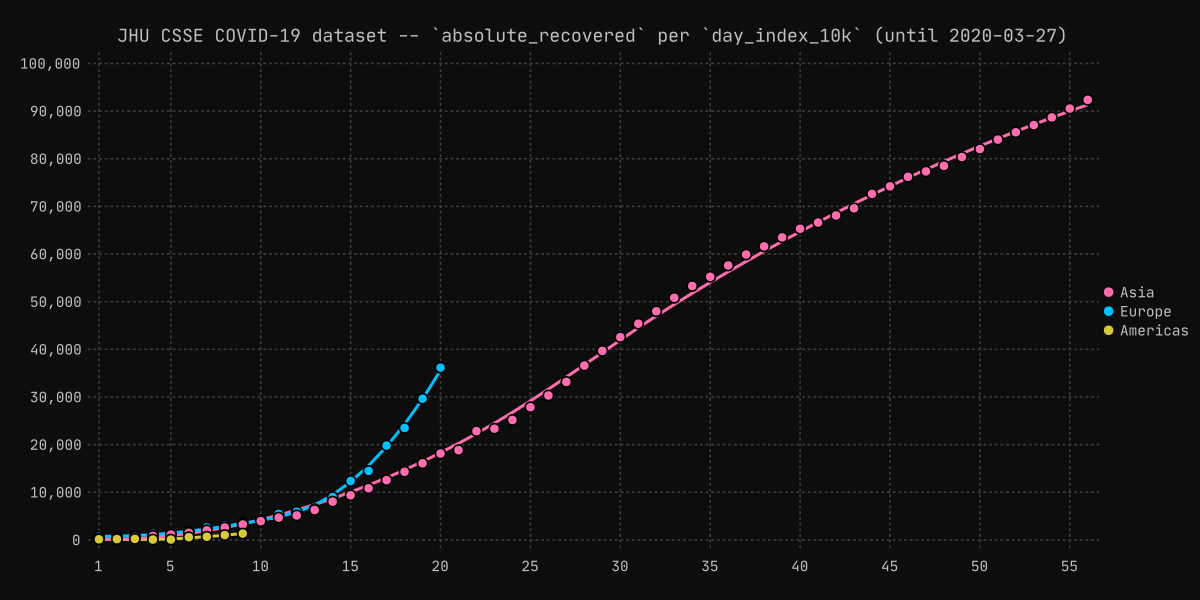 JHU CSSE COVID-19 dataset -- `absolute_recovered` per `day_index_10k` (until 2020-03-27)
100,000
90,000
80,000
70,000
60,000
50,000
40,000
30,000
20,000
10,000
0
1 5 10 15 20 25 30 35 40 45 50 55
Asia
Europe
Americas